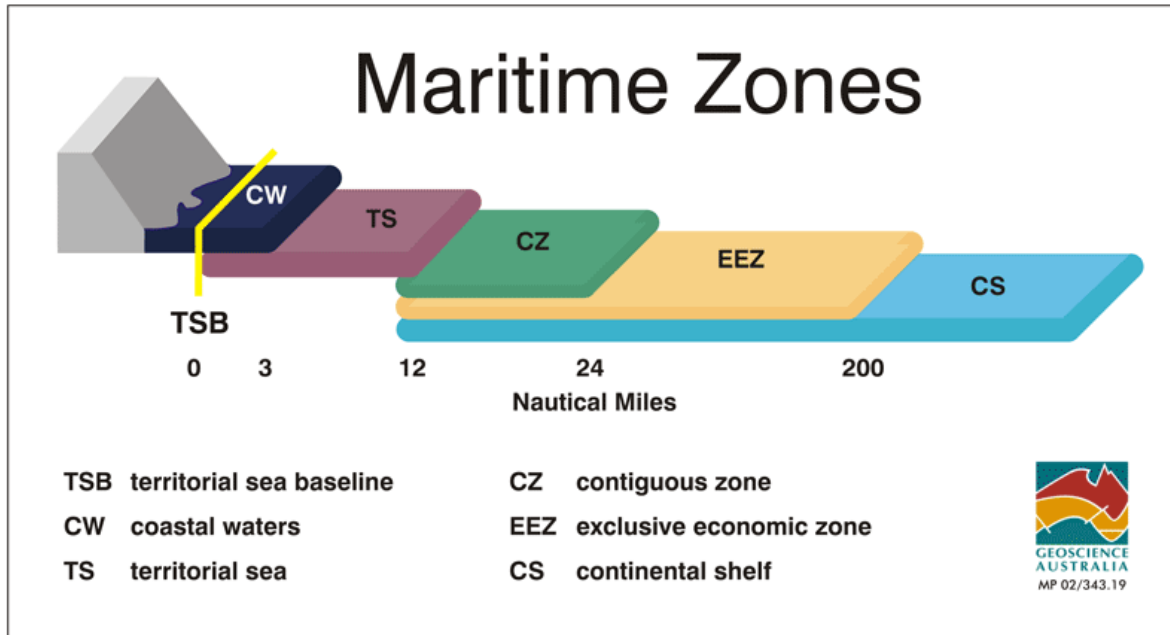 Maritime Zones
CW
TS
CZ
EEZ
CS
TSB
0 3 12 24 200
Nautical Miles
TSB territorial sea baseline
CW coastal waters
TS territorial sea
CZ contiguous zone
EEZ exclusive economic zone
CS continental shelf
GEOSCIENCE
AUSTRALIA
MP 02/343.19